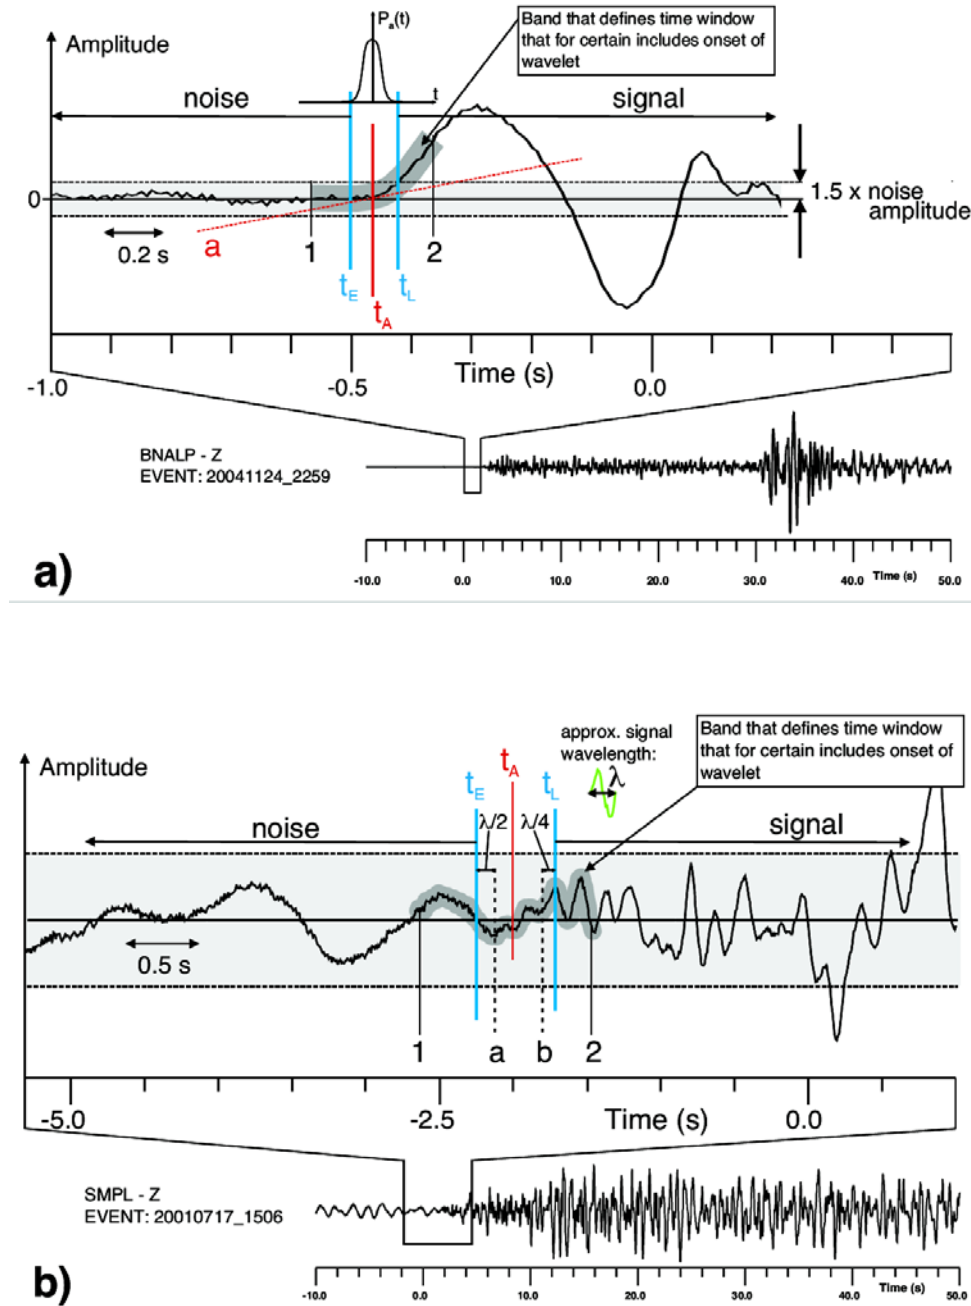 Amplitude
Pa(t)
t
Band that defines time window
that for certain includes onset of
wavelet
noise
signal
0
1.5 x noise
amplitude
0.2 s
a
1
2
tE
tA
tL
-1.0
-0.5
Time (s)
0.0
BNALP - Z
EVENT: 20041124_2259
a)
-10.0
0.0
10.0
20.0
30.0
40.0
Time (s)
50.0
Amplitude
approx. signal
wavelength:
λ
Band that defines time window
that for certain includes onset of
wavelet
tE
tA
tL
noise
λ/2
λ/4
signal
0.5 s
1
a
b
2
-5.0
-2.5
Time (s)
0.0
SMPL - Z
EVENT: 20010717_1506
b)
-10.0
0.0
10.0
20.0
30.0
40.0
Time (s)
50.0